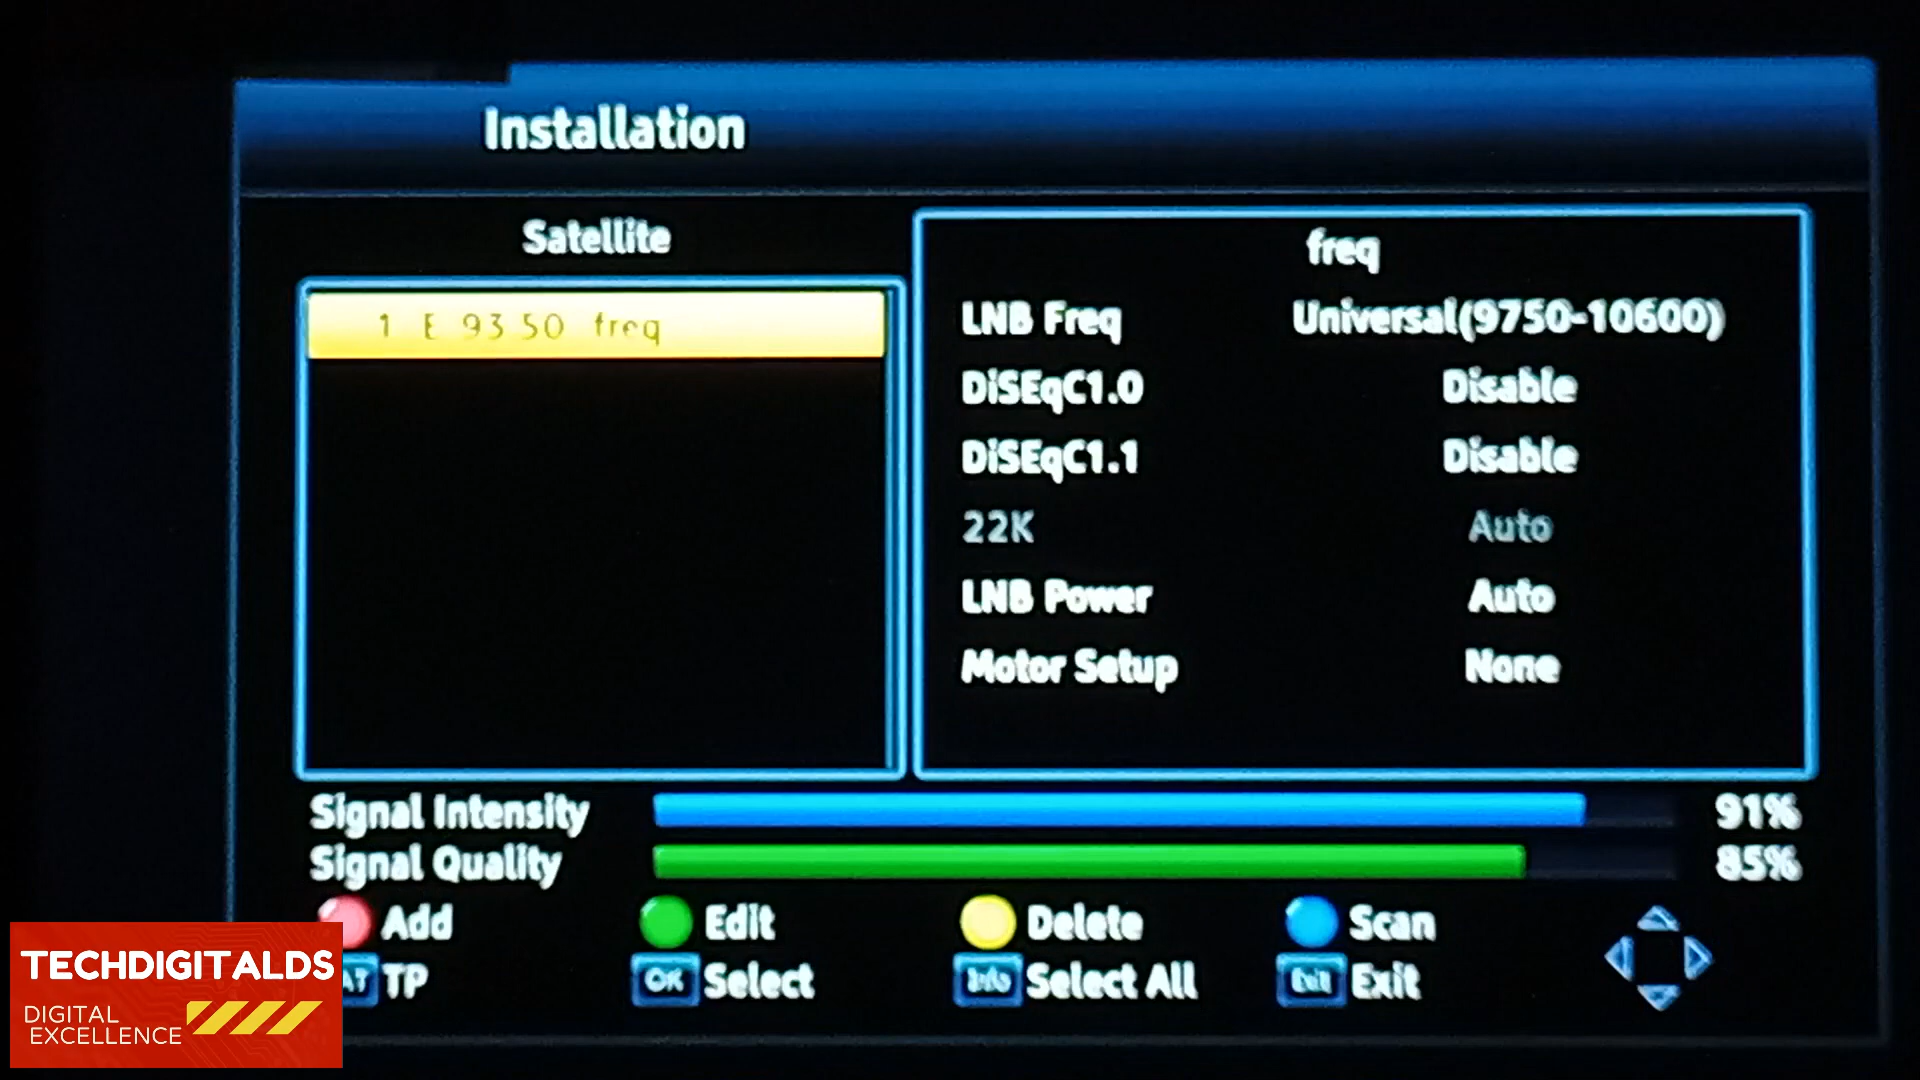 Installation
Satellite
1 E 93 50 freq
freq
LNB Freq Universal(9750-10600)
DiSEqC1.0 Disable
DiSEqC1.1 Disable
22K Auto
LNB Power Auto
Motor Setup None
Signal Intensity 91%
Signal Quality 85%
Add Edit Delete Scan
TP OK Select Info Select All Exit Exit
TECHDIGITALDS
DIGITAL
EXCELLENCE